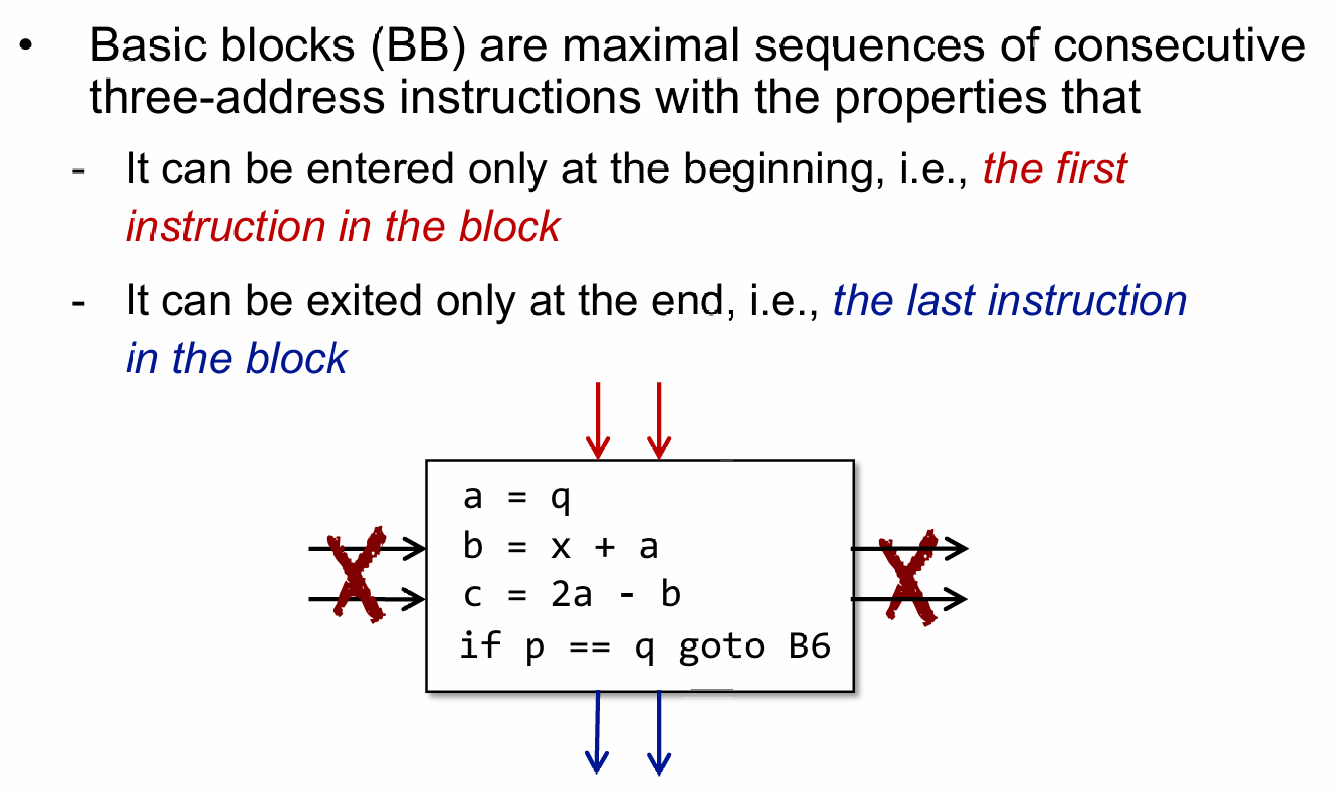 • Basic blocks (BB) are maximal sequences of consecutive
three-address instructions with the properties that
- It can be entered only at the beginning, i.e., the first
instruction in the block
- It can be exited only at the end, i.e., the last instruction
in the block
a = q
b = x + a
c = 2a - b
if p == q goto B6